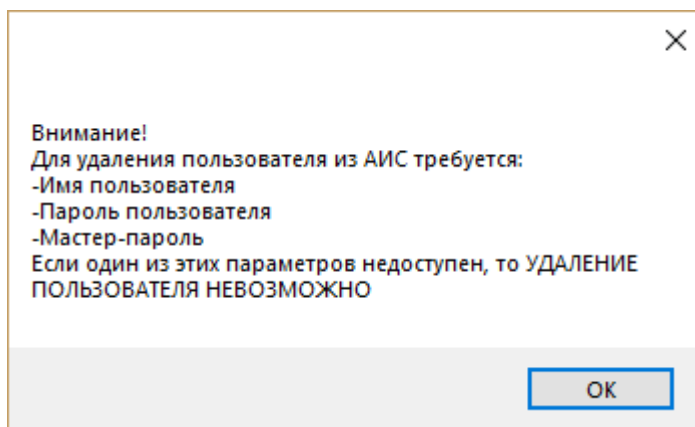 Внимание!
Для удаления пользователя из АИС требуется:
-Имя пользователя
-Пароль пользователя
-Мастер-пароль
Если один из этих параметров недоступен, то УДАЛЕНИЕ
ПОЛЬЗОВАТЕЛЯ НЕВОЗМОЖНО
ОК